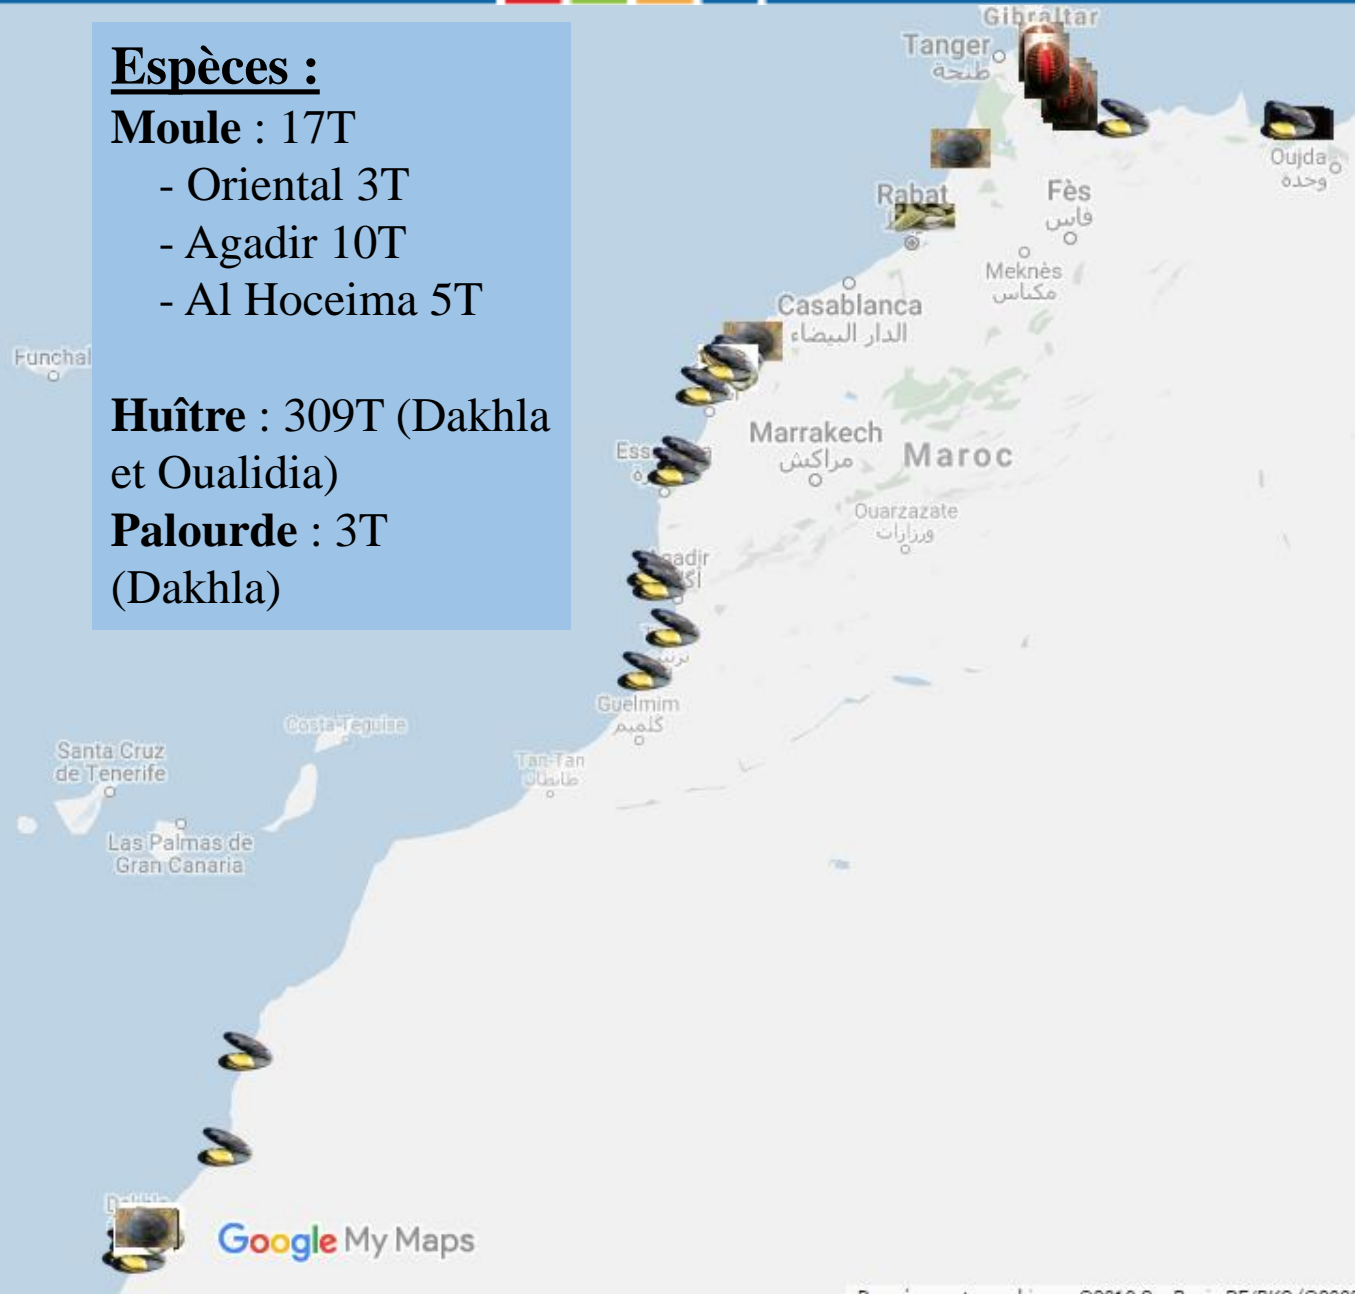 Espèces :
Moule : 17T
- Oriental 3T
- Agadir 10T
- Al Hoceima 5T
Huître : 309T (Dakhla
et Oualidia)
Palourde : 3T
(Dakhla)
Gibraltar
Tanger
طنجة
Oujda
وجدة
Rabat
Fès
فاس
Meknès
مكناس
Casablanca
الدار البيضاء
Funchal
Marrakech
مراكش
Maroc
Ess
Ouarzazate
ورزازات
adir
Guelmim
كلميم
Costa Teguise
Tan-Tan
طانطان
Santa Cruz
de Tenerife
Las Palmas de
Gran Canaria
Google My Maps